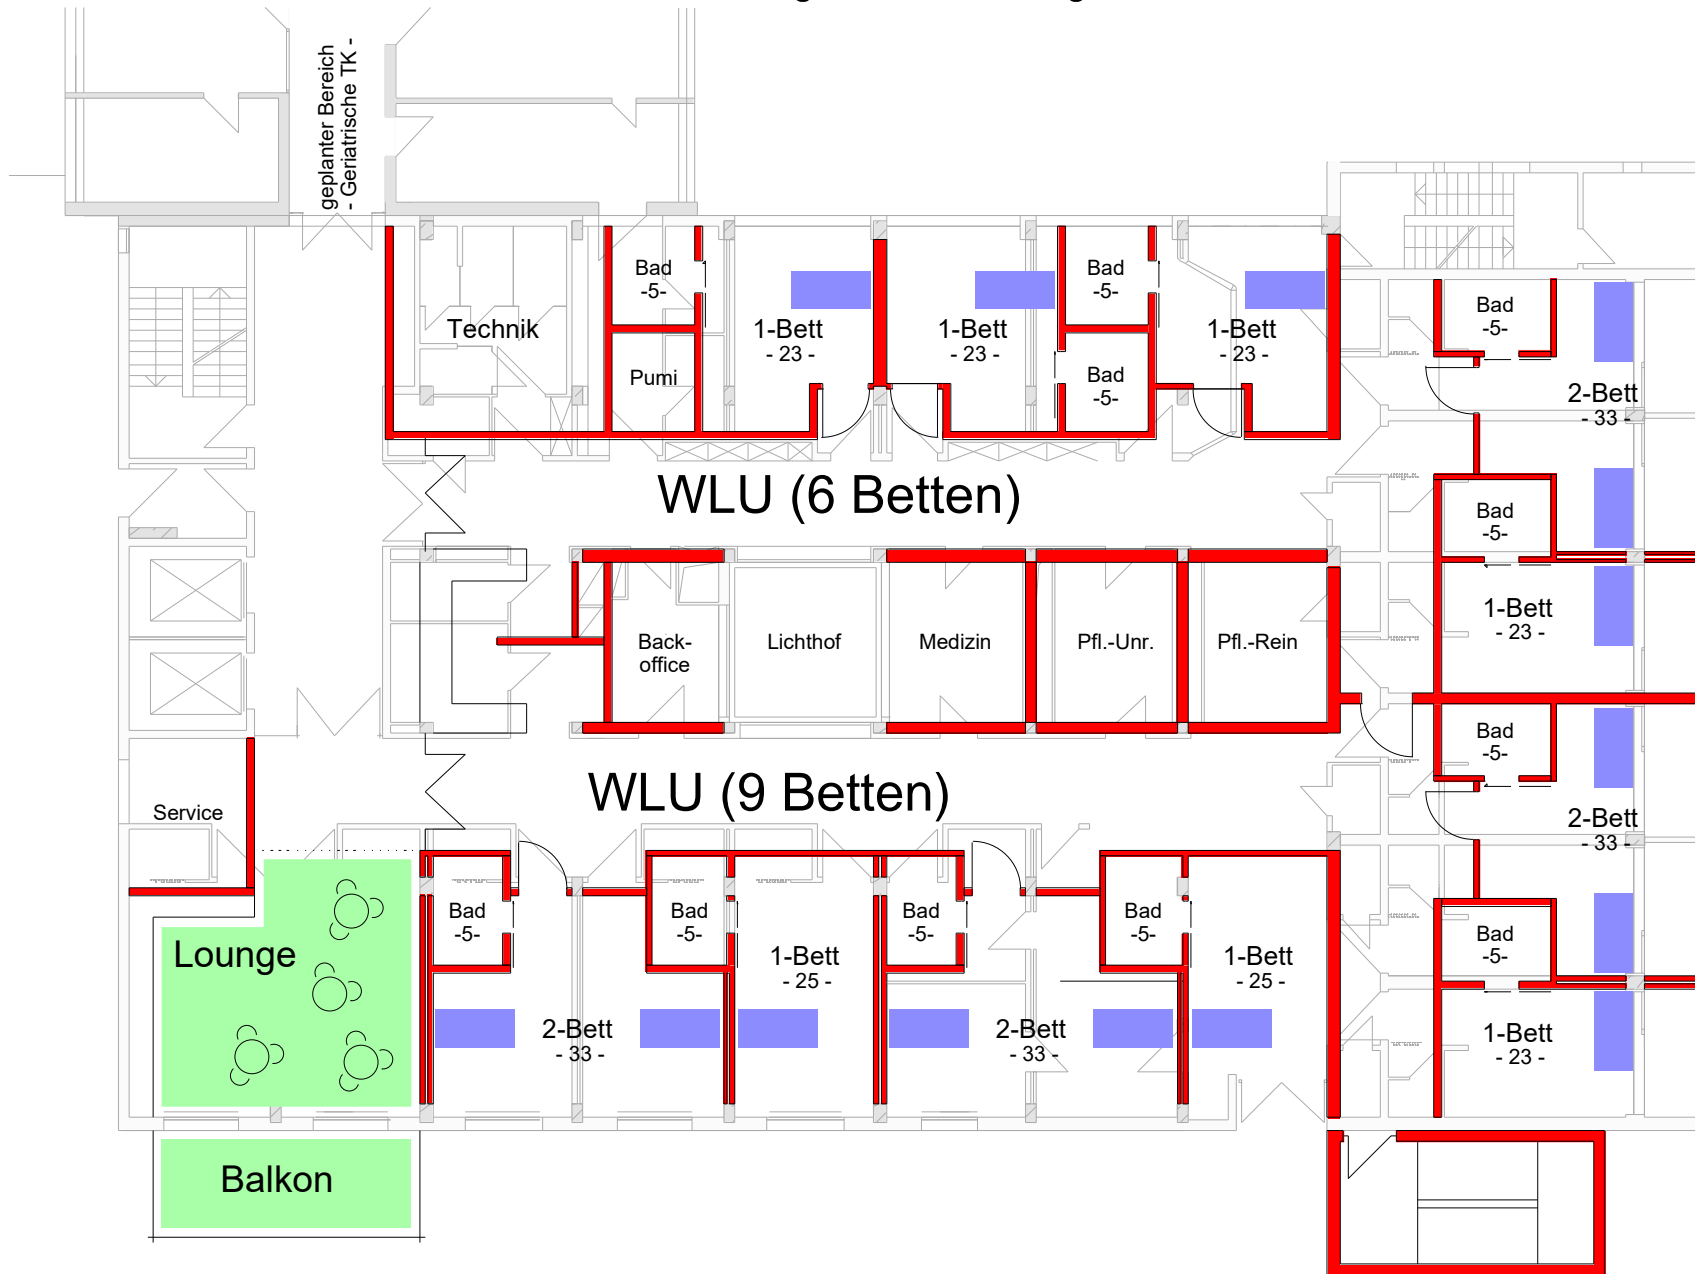 geplanter Bereich
- Geriatrische TK -
Bad
-5-
Technik
Pumi
1-Bett
- 23 -
1-Bett
- 23 -
Bad
-5-
Bad
-5-
1-Bett
- 23 -
Bad
-5-
2-Bett
- 33 -
WLU (6 Betten)
Bad
-5-
1-Bett
- 23 -
Back-
office
Lichthof
Medizin
Pfl.-Unr.
Pfl.-Rein
Bad
-5-
2-Bett
- 33 -
WLU (9 Betten)
Service
Lounge
Bad
-5-
2-Bett
- 33 -
Bad
-5-
1-Bett
- 25 -
Bad
-5-
2-Bett
- 33 -
Bad
-5-
1-Bett
- 25 -
Bad
-5-
1-Bett
- 23 -
Balkon